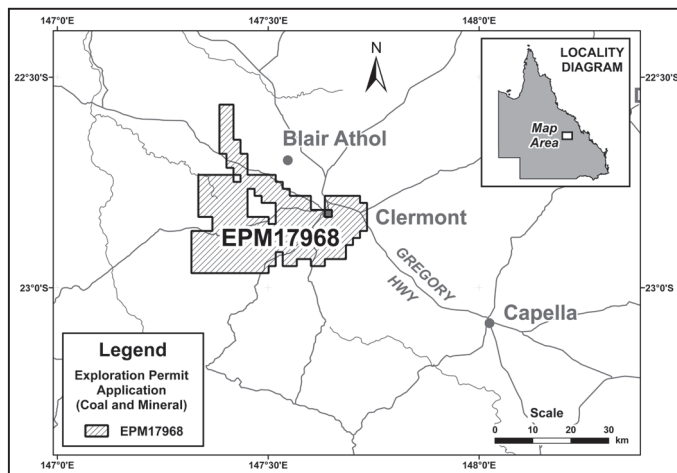 147°0'E
147°30'E
148°0'E
22°30'S
22°30'S
N
LOCALITY
DIAGRAM
Map
Area
D
Blair Athol
Clermont
EPM17968
GREGORY
HWY
23°0'S
23°0'S
Capella
Legend
Exploration Permit
Application
(Coal and Mineral)
EPM17968
Scale
0 10 20 30
km
147°0'E
147°30'E
148°0'E